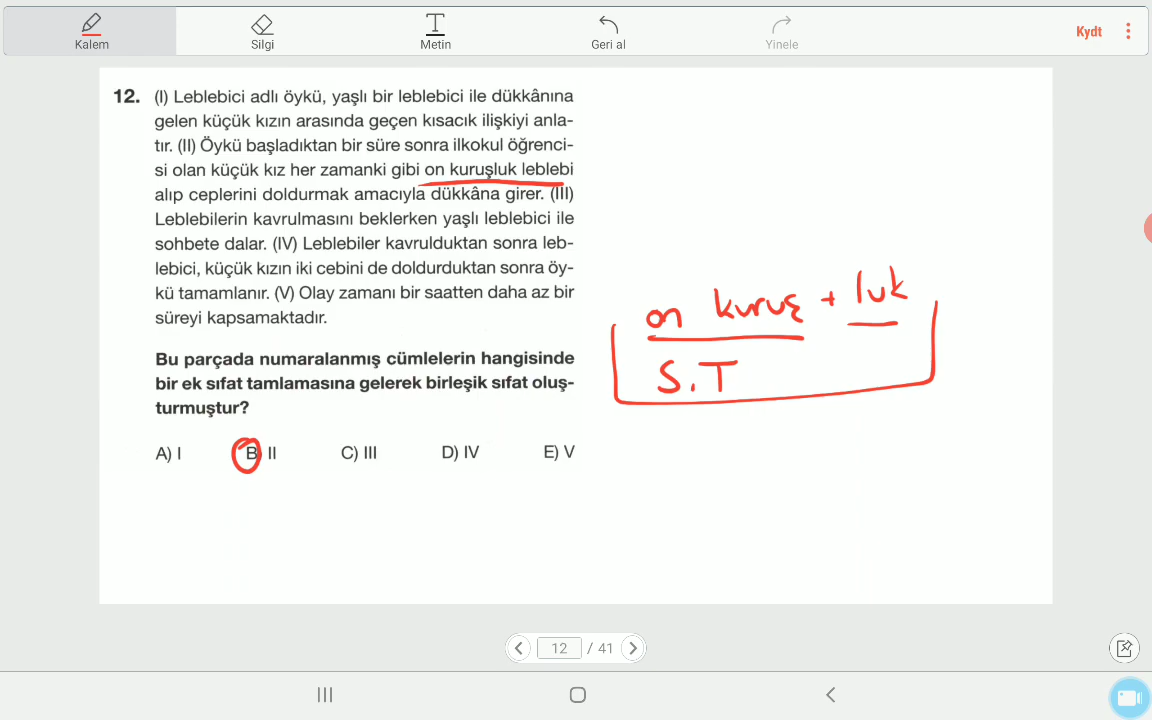 Kalem
Silgi
Metin
Geri al
Yinele
Kydt
12. (I) Leblebici adlı öykü, yaşlı bir leblebici ile dükkânına
gelen küçük kızın arasında geçen kısacık ilişkiyi anla-
tır. (II) Öykü başladıktan bir süre sonra ilkokul öğrenci-
si olan küçük kız her zamanki gibi on kuruşluk leblebi
alıp ceplerini doldurmak amacıyla dükkâna girer. (III)
Leblebilerin kavrulmasını beklerken yaşlı leblebici ile
sohbete dalar. (IV) Leblebiler kavrulduktan sonra leb-
lebici, küçük kızın iki cebini de doldurduktan sonra öy-
kü tamamlanır. (V) Olay zamanı bir saatten daha az bir
süreyi kapsamaktadır.
Bu parçada numaralanmış cümlelerin hangisinde
bir ek sıfat tamlamasına gelerek birleşik sıfat oluş-
turmuştur?
A) I B) II C) III D) IV E) V
on kuruş + luk
S.T
12 / 41